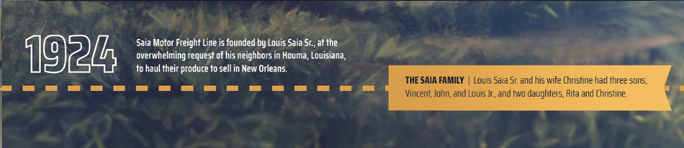 1924
Saia Motor Freight Line is founded by Louis Saia Sr., at the
overwhelming request of his neighbors in Houma, Louisiana,
to haul their produce to sell in New Orleans.
THE SAIA FAMILY | Louis Saia Sr. and his wife Christine had three sons,
Vincent, John, and Louis Jr., and two daughters, Rita and Christine.